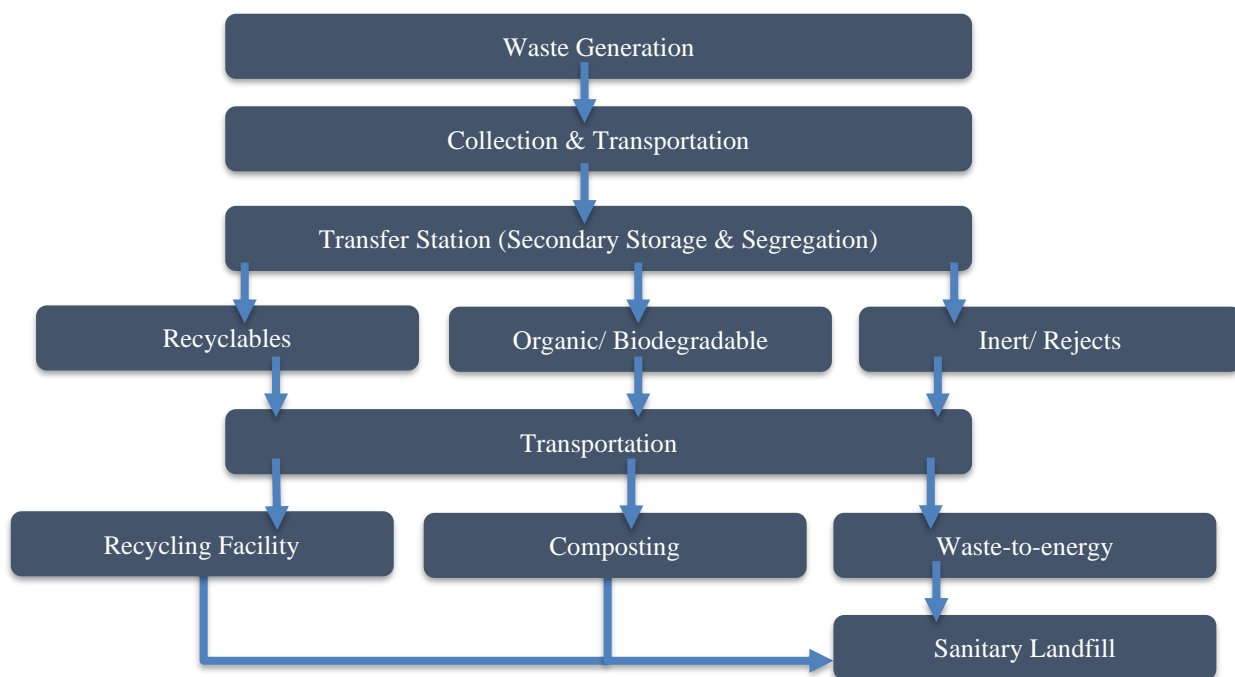 Waste Generation
Collection & Transportation
Transfer Station (Secondary Storage & Segregation)
Recyclables
Organic/ Biodegradable
Inert/ Rejects
Transportation
Recycling Facility
Composting
Waste-to-energy
Sanitary Landfill